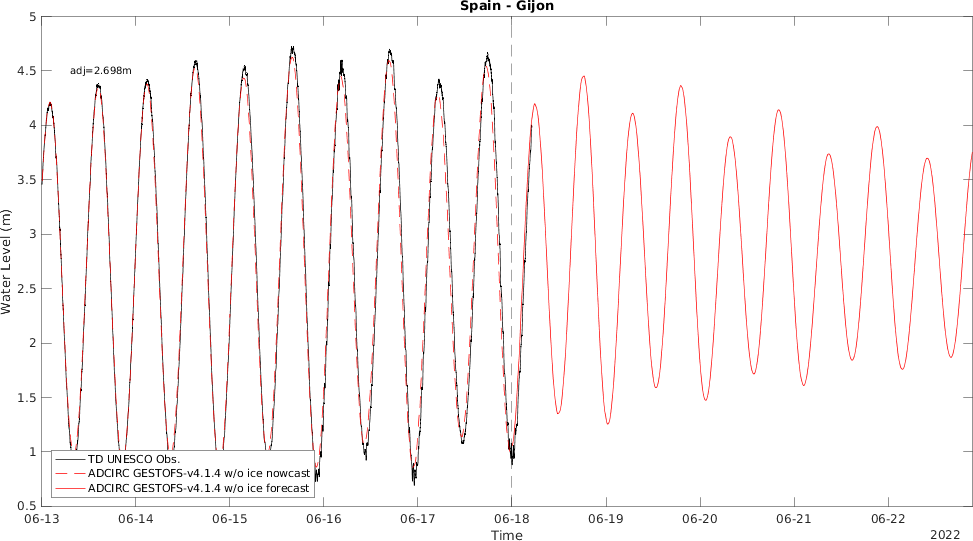 Spain - Gijon
5
4.5
4
3.5
3
2.5
2
1.5
1
0.5
Water Level (m)
adj=2.698m
TD UNESCO Obs.
ADCIRC GESTOFS-v4.1.4 w/o ice nowcast
ADCIRC GESTOFS-v4.1.4 w/o ice forecast
06-13 06-14 06-15 06-16 06-17 06-18 06-19 06-20 06-21 06-22
Time
2022